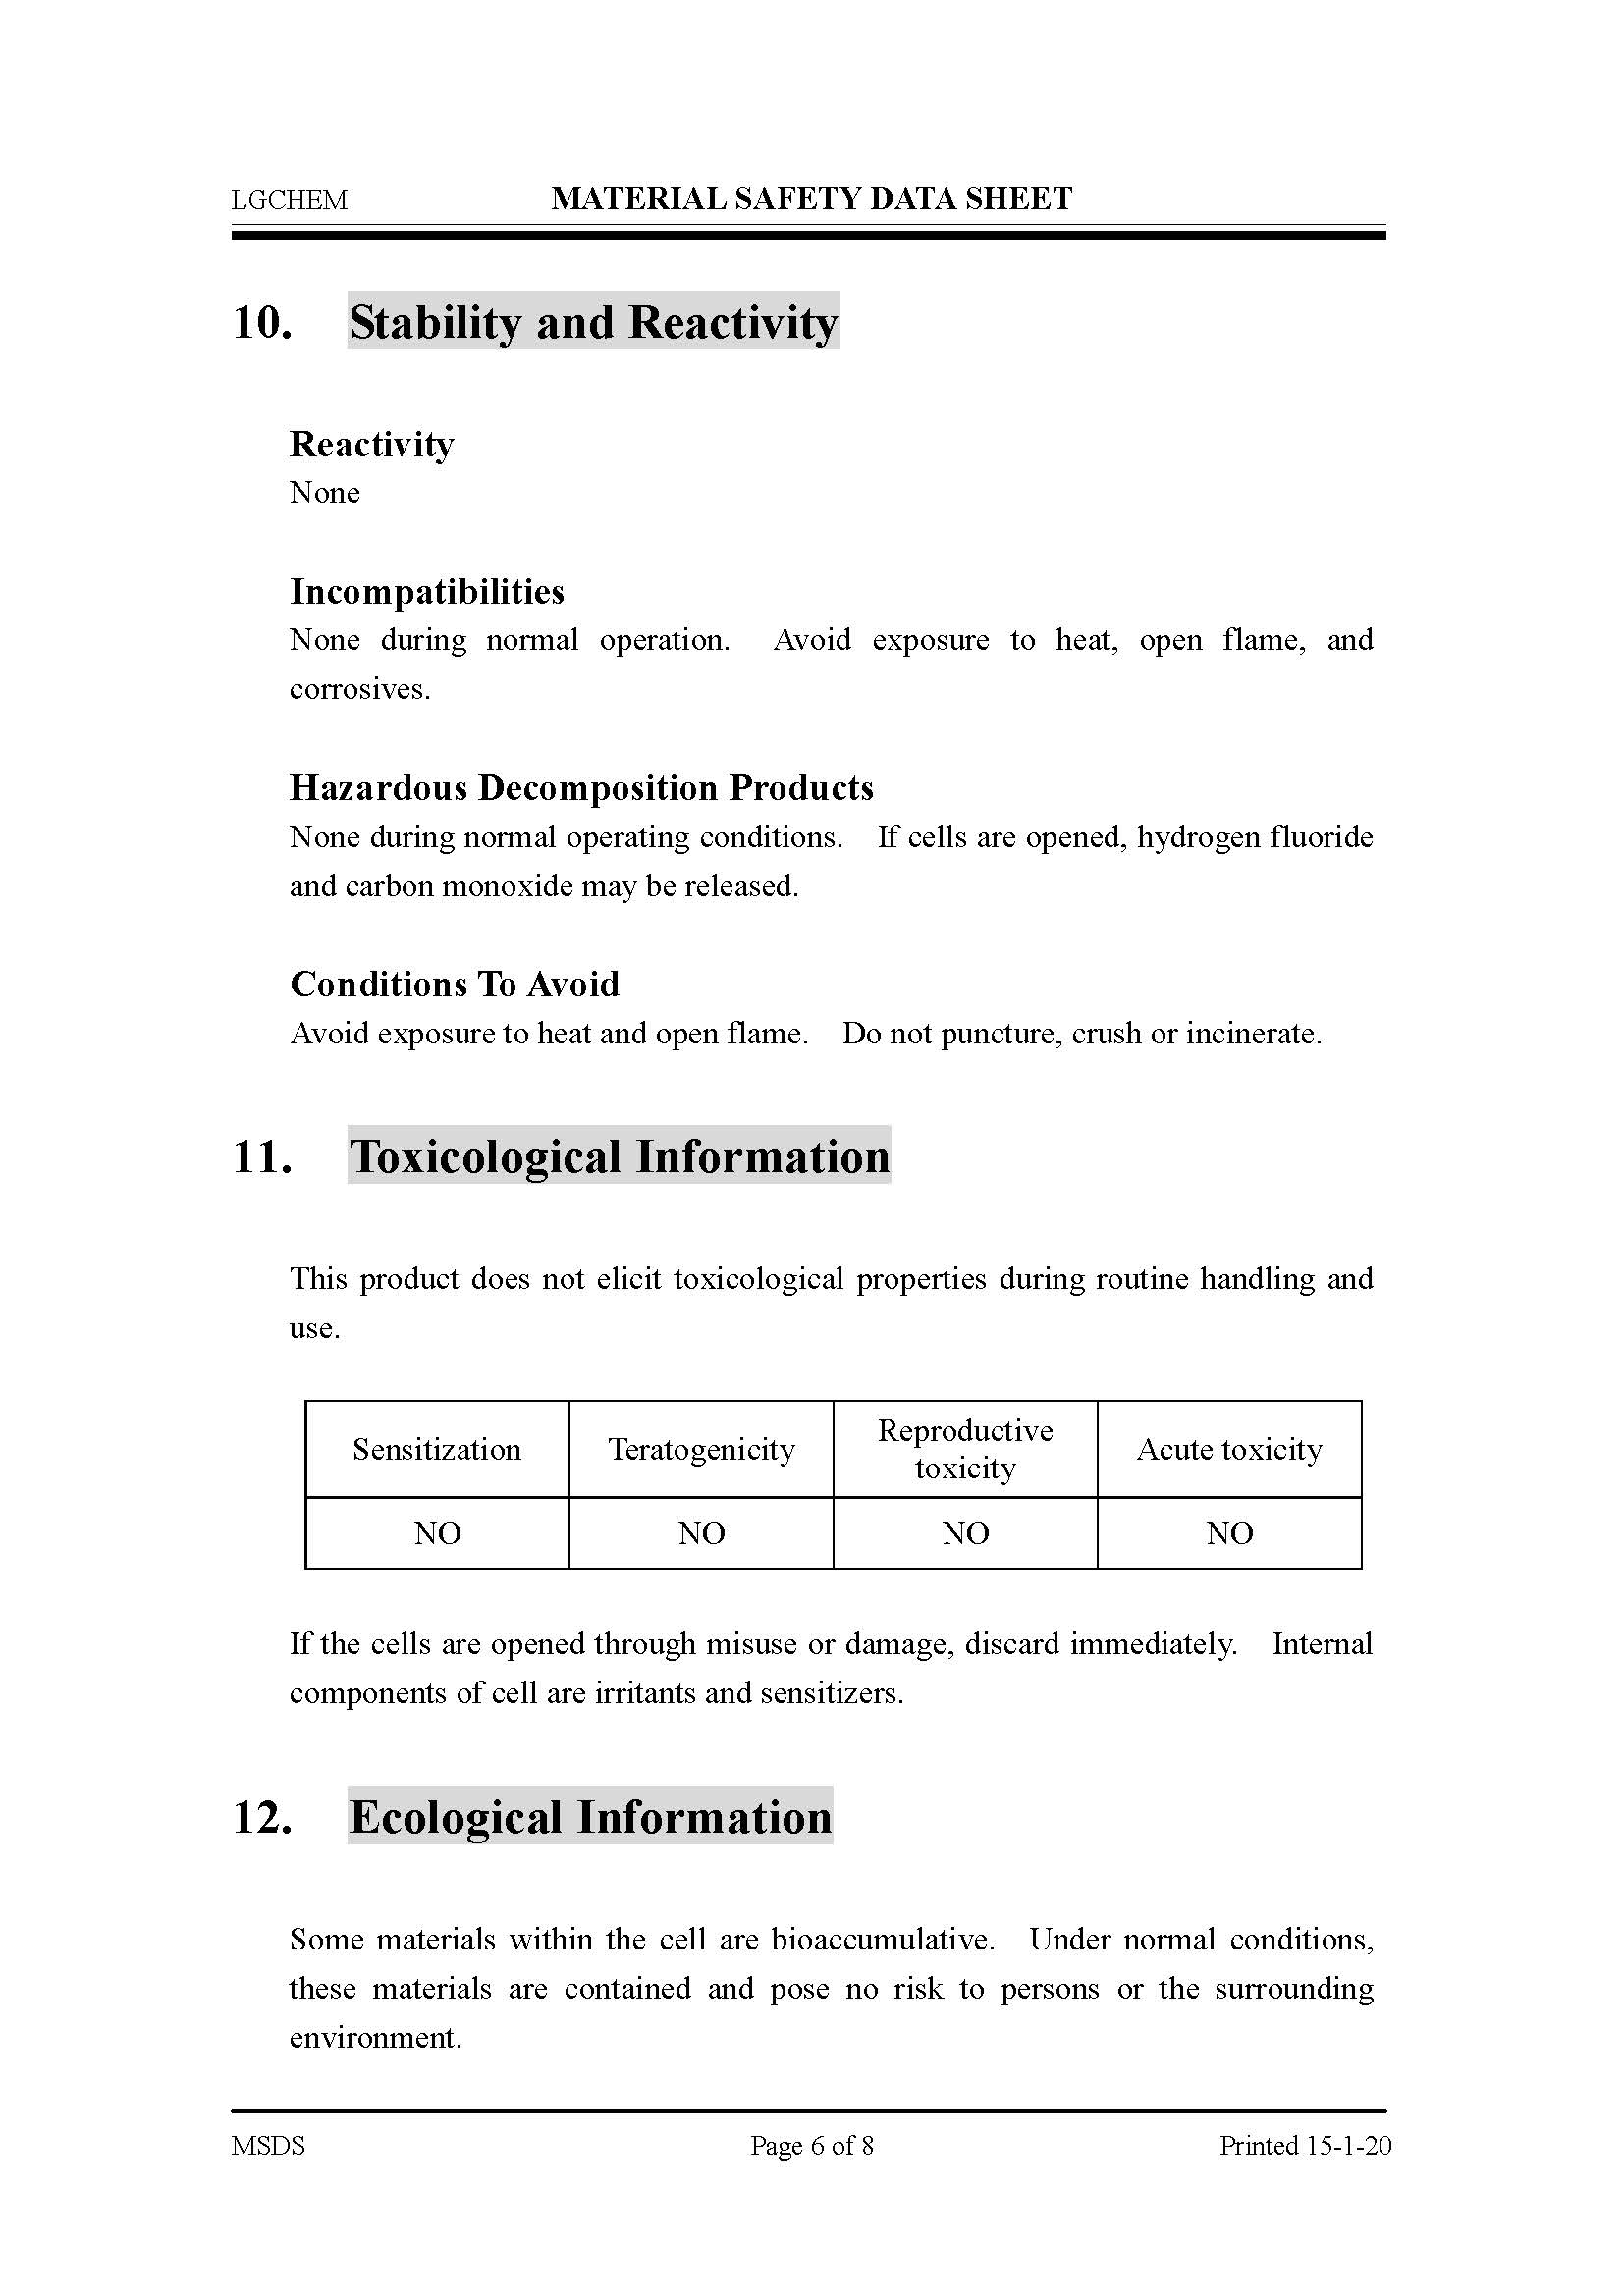 LGCHEM MATERIAL SAFETY DATA SHEET
10. Stability and Reactivity
Reactivity
None
Incompatibilities
None during normal operation. Avoid exposure to heat, open flame, and
corrosives.
Hazardous Decomposition Products
None during normal operating conditions. If cells are opened, hydrogen fluoride
and carbon monoxide may be released.
Conditions To Avoid
Avoid exposure to heat and open flame. Do not puncture, crush or incinerate.
11. Toxicological Information
This product does not elicit toxicological properties during routine handling and
use.
Sensitization Teratogenicity Reproductive toxicity Acute toxicity
NO NO NO NO
If the cells are opened through misuse or damage, discard immediately. Internal
components of cell are irritants and sensitizers.
12. Ecological Information
Some materials within the cell are bioaccumulative. Under normal conditions,
these materials are contained and pose no risk to persons or the surrounding
environment.
MSDS Page 6 of 8 Printed 15-1-20